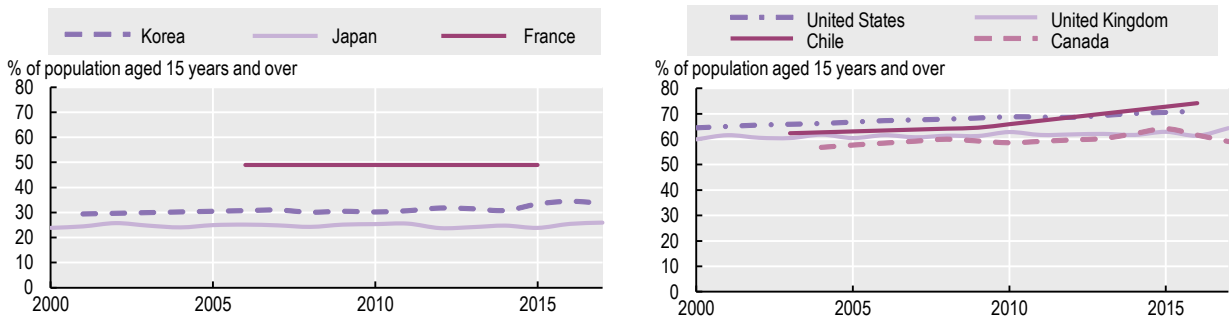 Korea Japan France
% of population aged 15 years and over
80
70
60
50
40
30
20
10
0
2000 2005 2010 2015
United States United Kingdom
Chile Canada
% of population aged 15 years and over
80
70
60
50
40
30
20
10
0
2000 2005 2010 2015